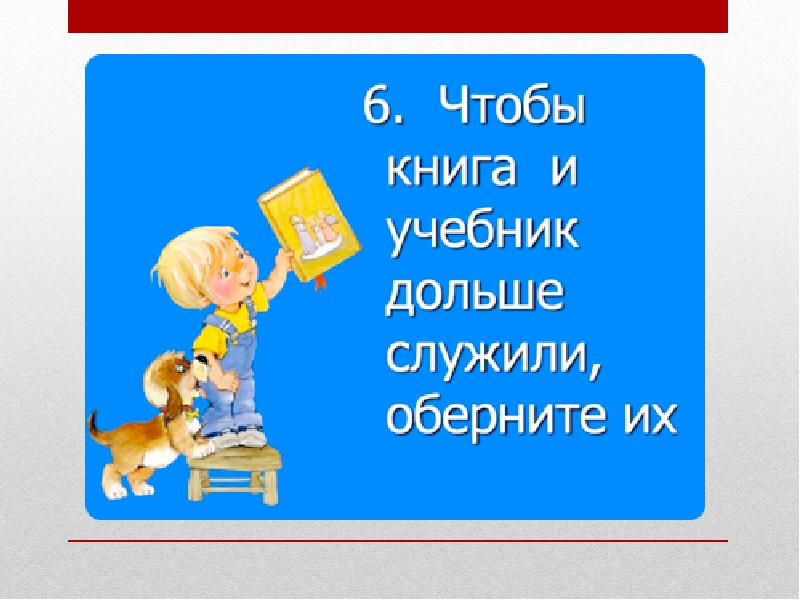 6. Чтобы
книга и
учебник
дольше
служили,
оберните их